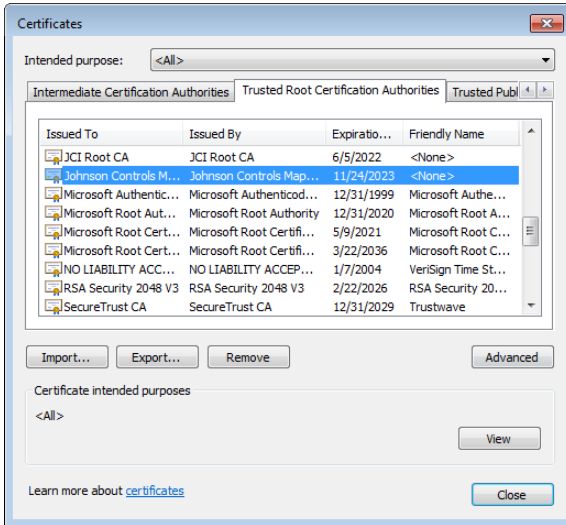 Certificates
Intended purpose: <All>
Intermediate Certification Authorities Trusted Root Certification Authorities Trusted Publ
Issued To Issued By Expiratio... Friendly Name
JCI Root CA JCI Root CA 6/5/2022 <None>
Johnson Controls M... Johnson Controls Map... 11/24/2023 <None>
Microsoft Authentic... Microsoft Authenticod... 12/31/1999 Microsoft Authe...
Microsoft Root Aut... Microsoft Root Authority 12/31/2020 Microsoft Root A...
Microsoft Root Cert... Microsoft Root Certifi... 5/9/2021 Microsoft Root C...
Microsoft Root Cert... Microsoft Root Certifi... 3/22/2036 Microsoft Root C...
NO LIABILITY ACC... NO LIABILITY ACCEP... 1/7/2004 VeriSign Time St...
RSA Security 2048 V3 RSA Security 2048 V3 2/22/2026 RSA Security 20...
SecureTrust CA SecureTrust CA 12/31/2029 Trustwave
Import... Export... Remove Advanced
Certificate intended purposes
<All>
View
Learn more about certificates
Close